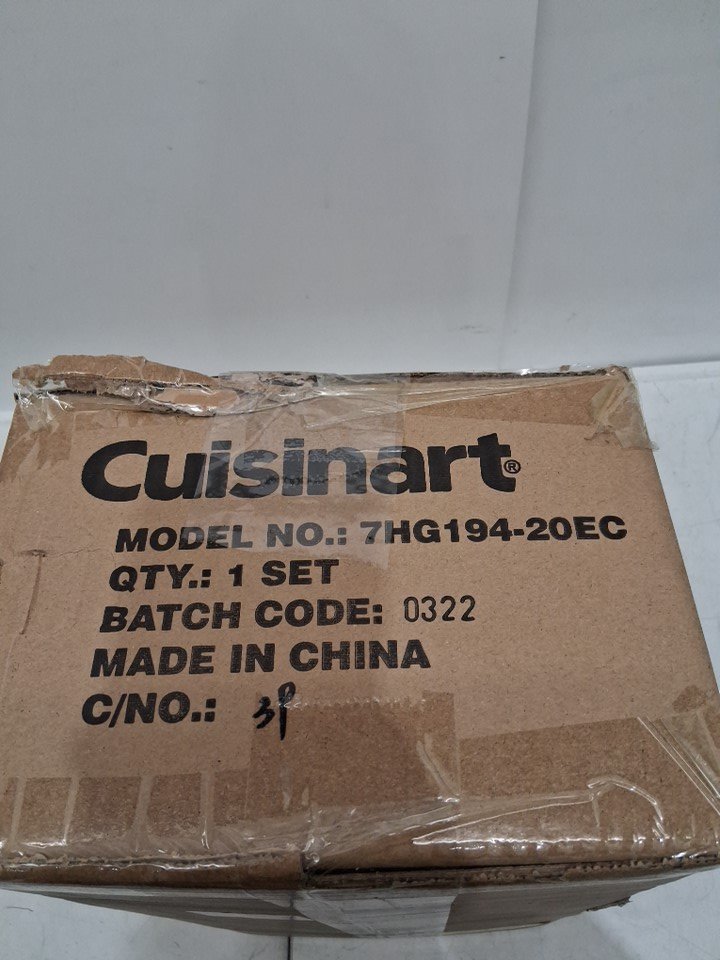 Cuisinart®
MODEL NO.: 7HG194-20EC
QTY.: 1 SET
BATCH CODE: 0322
MADE IN CHINA
C/NO.: